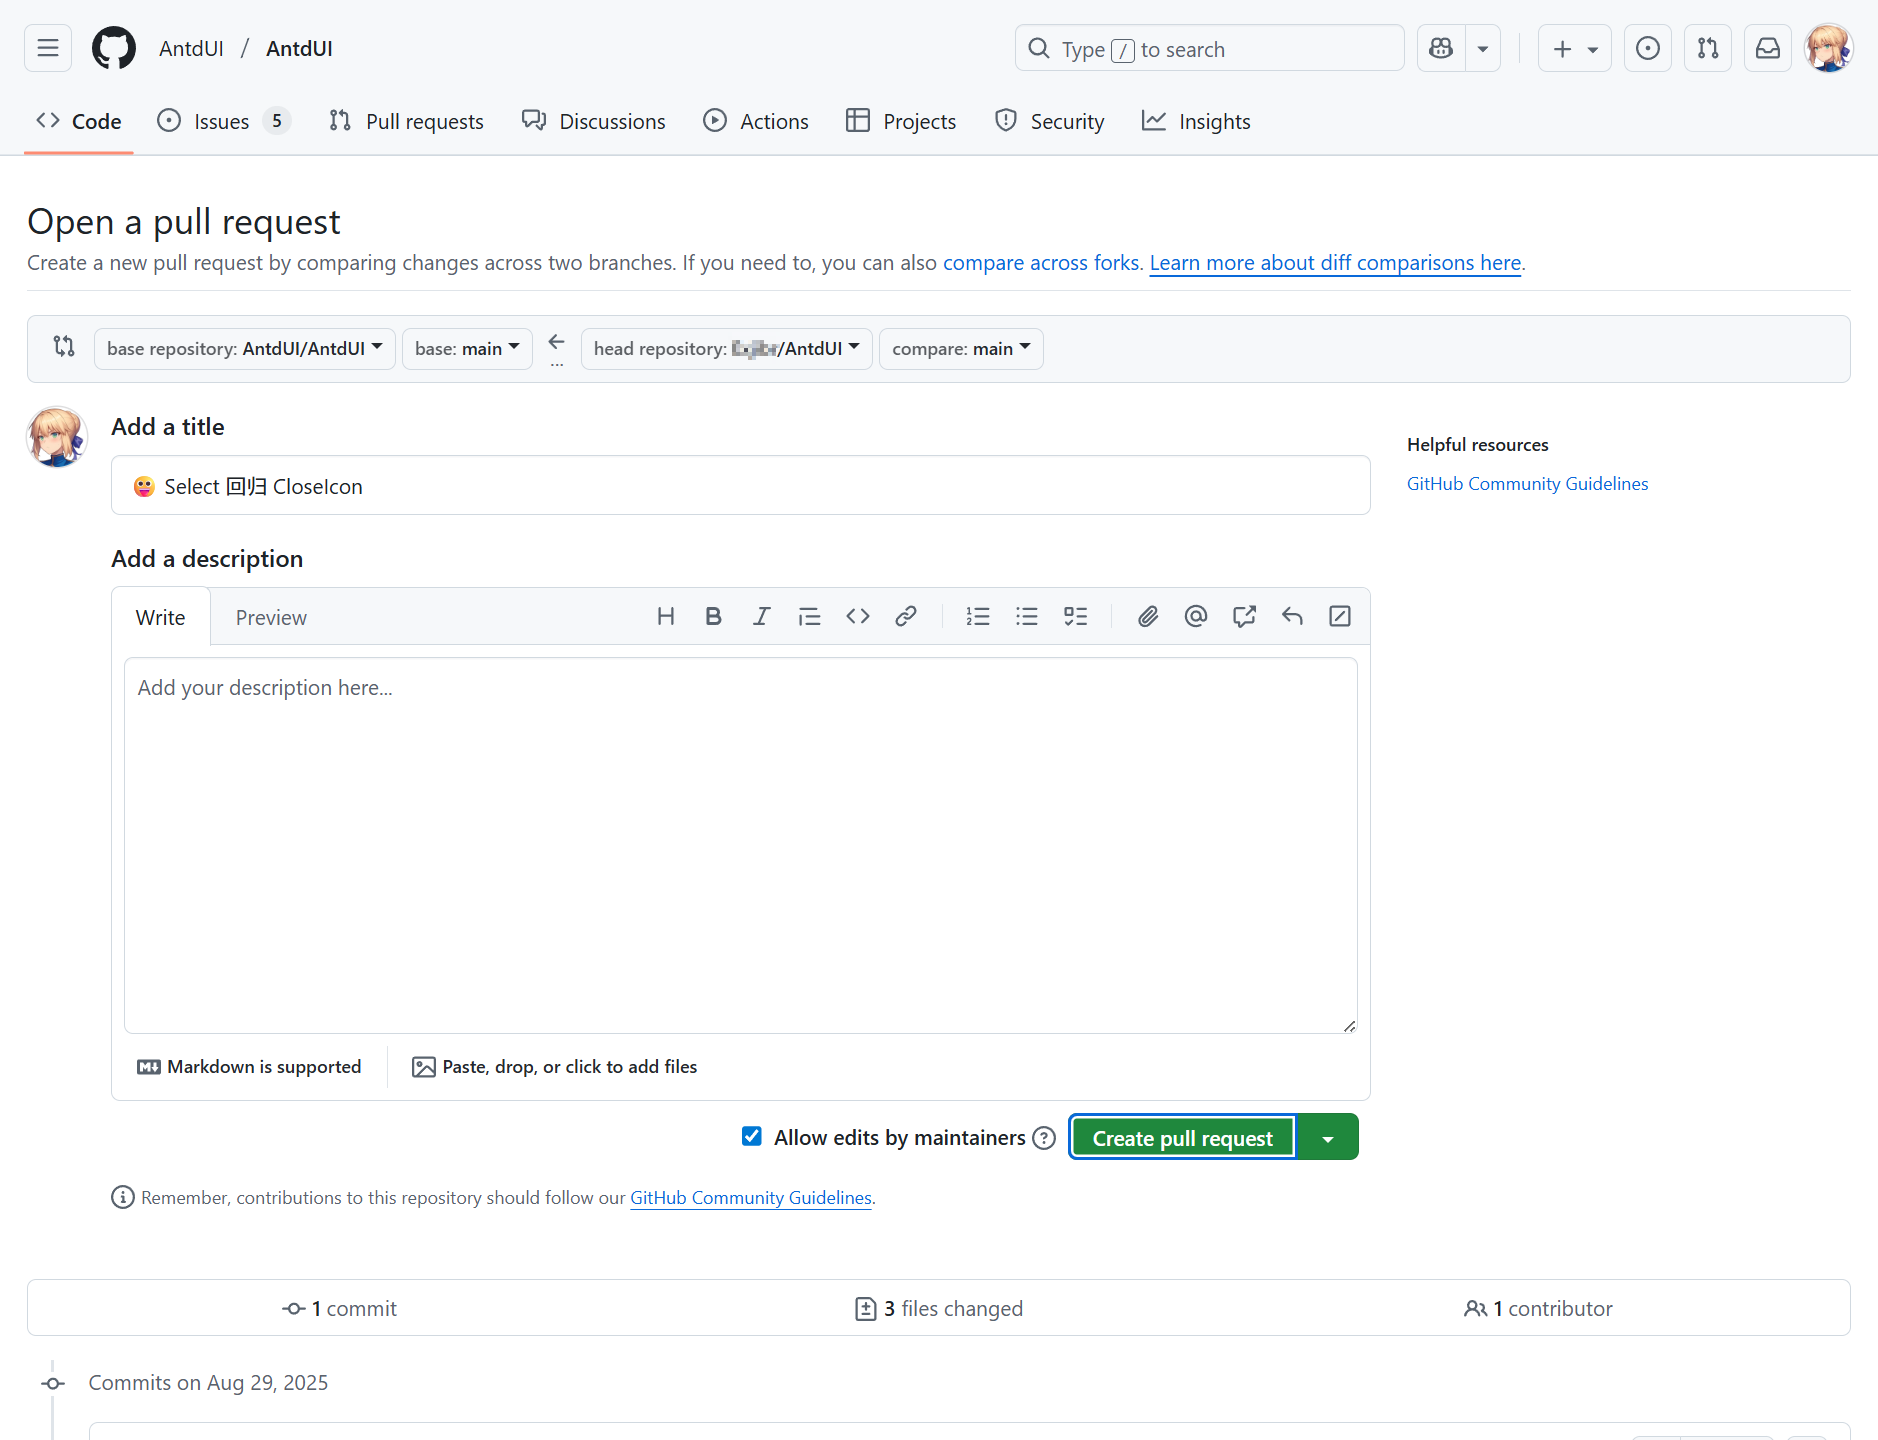 AntdUI / AntdUI
Type / to search
Code
Issues 5
Pull requests
Discussions
Actions
Projects
Security
Insights
Open a pull request
Create a new pull request by comparing changes across two branches. If you need to, you can also compare across forks. Learn more about diff comparisons here.
base repository: AntdUI/AntdUI
base: main
...
head repository: /AntdUI
compare: main
Add a title
😛 Select 回归 CloseIcon
Helpful resources
GitHub Community Guidelines
Add a description
Write
Preview
Add your description here...
Markdown is supported
Paste, drop, or click to add files
Allow edits by maintainers
Create pull request
Remember, contributions to this repository should follow our GitHub Community Guidelines.
1 commit
3 files changed
1 contributor
Commits on Aug 29, 2025